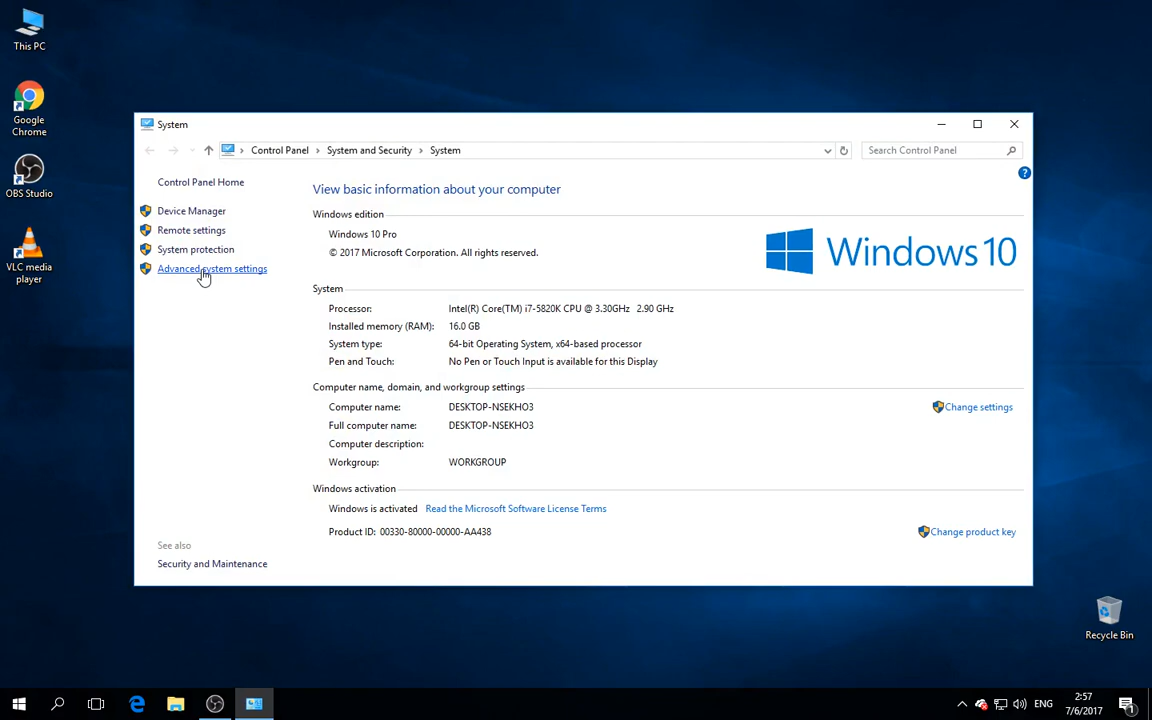 This PC
Google
Chrome
OBS Studio
VLC media
player
System
Control Panel > System and Security > System
Search Control Panel
Control Panel Home
Device Manager
Remote settings
System protection
Advanced system settings
See also
Security and Maintenance
?
View basic information about your computer
Windows edition
Windows 10 Pro
© 2017 Microsoft Corporation. All rights reserved.
Windows 10
System
Processor: Intel(R) Core(TM) i7-5820K CPU @ 3.30GHz 2.90 GHz
Installed memory (RAM): 16.0 GB
System type: 64-bit Operating System, x64-based processor
Pen and Touch: No Pen or Touch Input is available for this Display
Computer name, domain, and workgroup settings
Computer name: DESKTOP-NSEKHO3
Change settings
Full computer name: DESKTOP-NSEKHO3
Computer description:
Workgroup: WORKGROUP
Windows activation
Windows is activated Read the Microsoft Software License Terms
Product ID: 00330-80000-00000-AA438
Change product key
Recycle Bin
ENG
2:57
7/6/2017
1